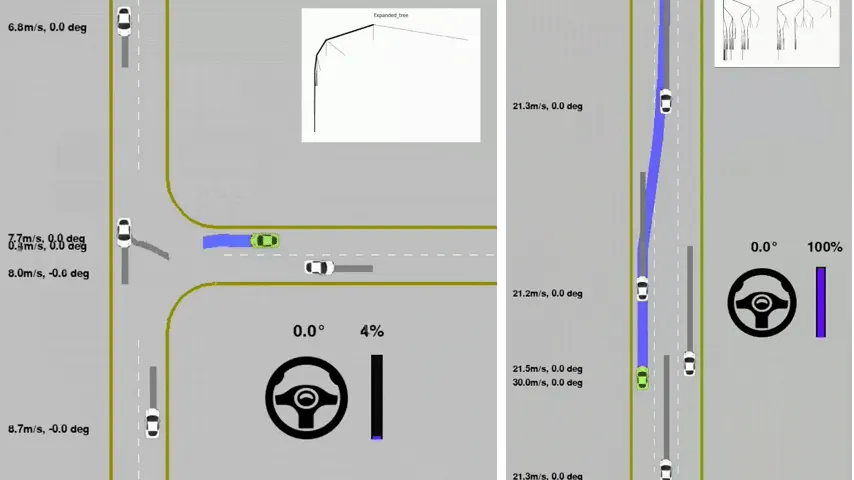 Expanded_tree
6.8m/s, 0.0 deg
7.7m/s, 0.0 deg
8.0m/s, -0.0 deg
0.0° 4%
8.7m/s, -0.0 deg
21.3m/s, 0.0 deg
0.0° 100%
21.2m/s, 0.0 deg
21.5m/s, 0.0 deg
30.0m/s, 0.0 deg
21.3m/s, 0.0 deg